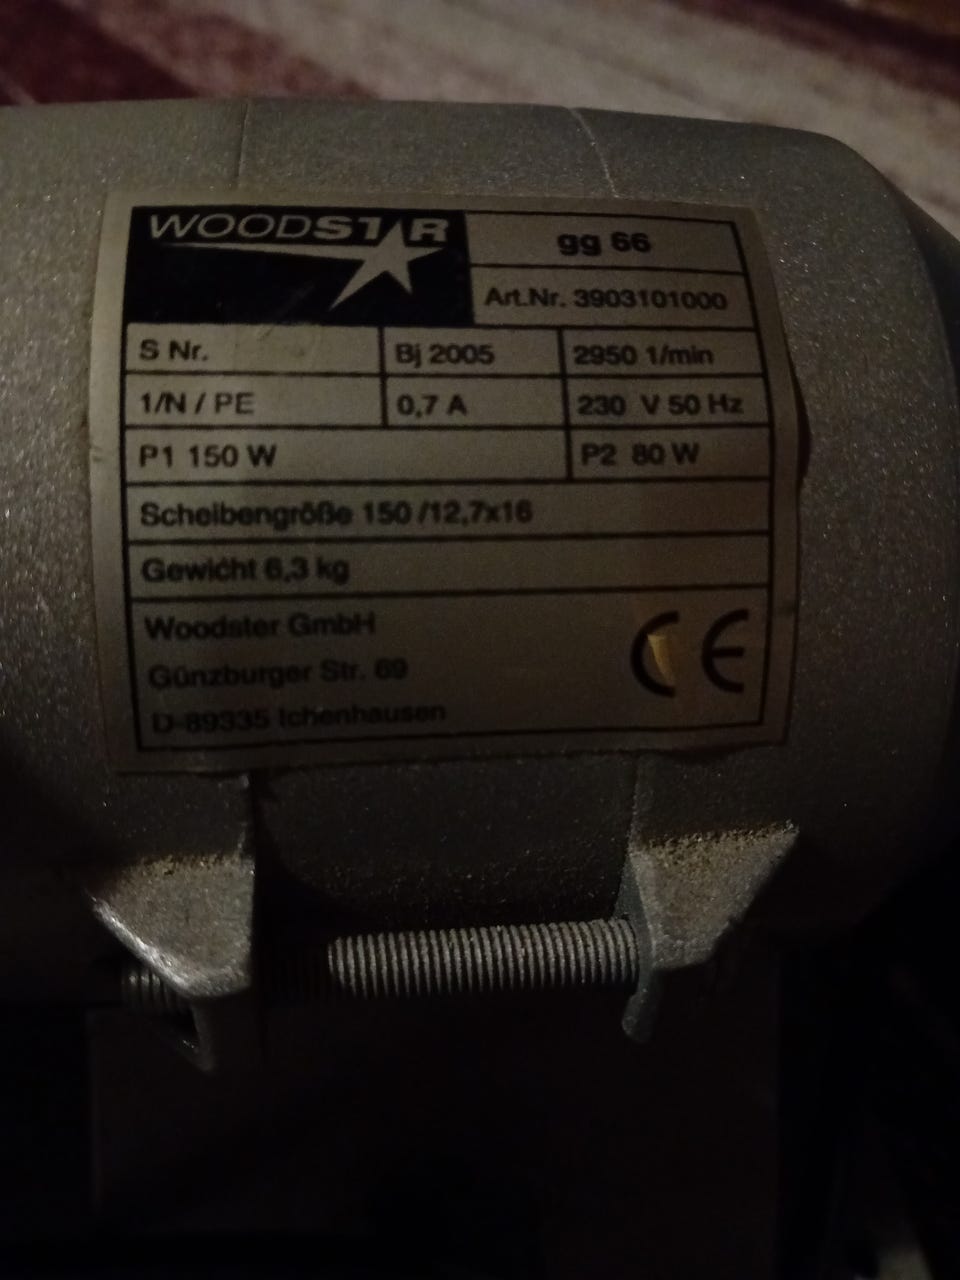 WOODSTAR
gg 66
Art.Nr. 3903101000
S Nr. Bj 2005 2950 1/min
1/N / PE 0,7 A 230 V 50 Hz
P1 150 W P2 80 W
Scheibengröße 150 /12,7x16
Gewicht 6,3 kg
Woodster GmbH
Günzburger Str. 69
D-89335 Ichenhausen
CE